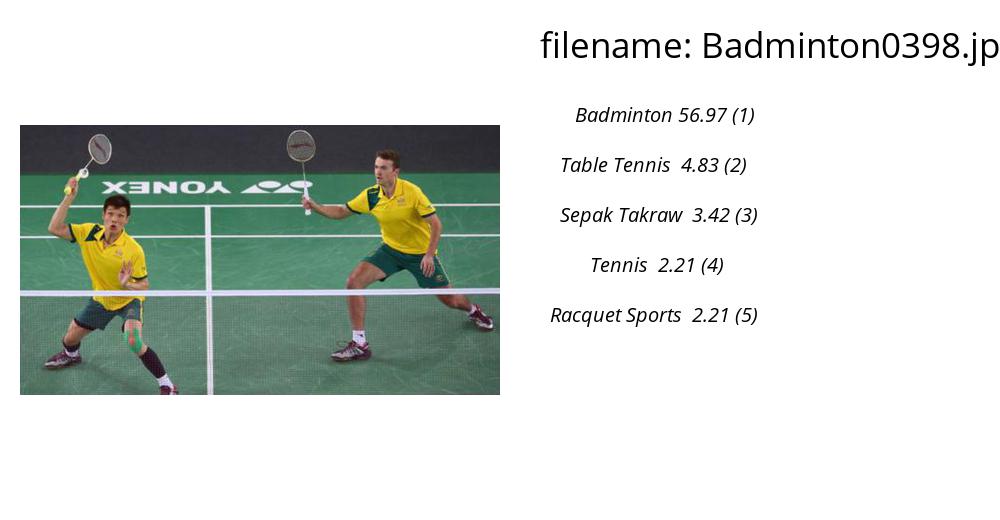 filename: Badminton0398.jp
Badminton 56.97 (1)
Table Tennis 4.83 (2)
Sepak Takraw 3.42 (3)
Tennis 2.21 (4)
Racquet Sports 2.21 (5)
YONEX